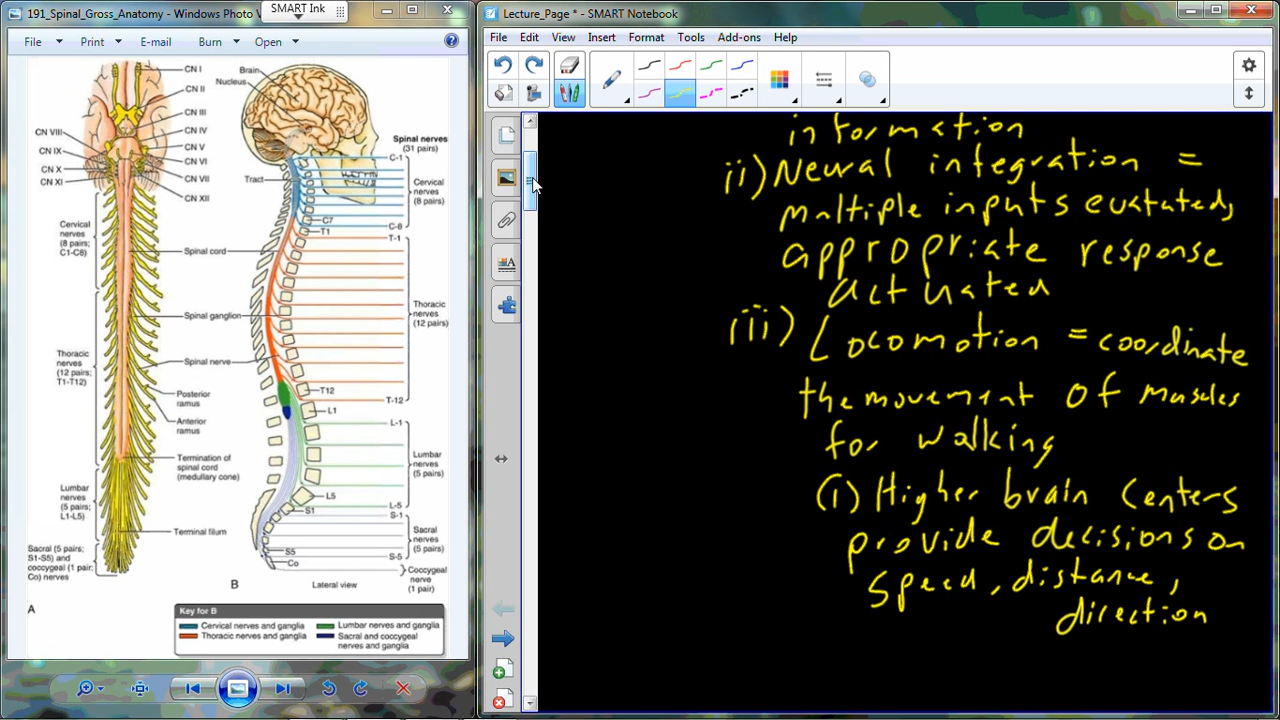 191_Spinal_Gross_Anatomy - Windows Photo V
SMART Ink
File Print E-mail Burn Open
CN I
CN II
CN III
CN IV
CN V
CN VI
CN VII
CN XII
CN VIII
CN IX
CN X
CN XI
Cervical
nerves
(8 pairs;
C1-C8)
Thoracic
nerves
(12 pairs;
T1-T12)
Lumbar
nerves
(5 pairs;
L1-L5)
Sacral (5 pairs;
S1-S5) and
coccygeal (1 pair;
Co) nerves
A
Spinal cord
Spinal ganglion
Spinal nerve
Posterior
ramus
Anterior
ramus
Termination of
spinal cord
(medullary cone)
Terminal filum
Brain
Nucleus
Tract
C7
T1
T12
L1
L5
S1
S5
Co
B
Lateral view
Spinal nerves
(31 pairs)
C-1
Cervical
nerves
(8 pairs)
C-8
T-1
Thoracic
nerves
(12 pairs)
T-12
L-1
Lumbar
nerves
(5 pairs)
L-5
S-1
Sacral
nerves
(5 pairs)
S-5
Coccygeal
nerve
(1 pair)
Key for B
Cervical nerves and ganglia
Thoracic nerves and ganglia
Lumbar nerves and ganglia
Sacral and coccygeal
nerves and ganglia
Lecture_Page * - SMART Notebook
File Edit View Insert Format Tools Add-ons Help
information
ii) Neural integration =
multiple inputs evatated,
appropriate response
actuated
iii) Locomotion = coordinate
the movement of muscles
for walking
(1) Higher brain centers
provide decisions on
speed, distance,
direction